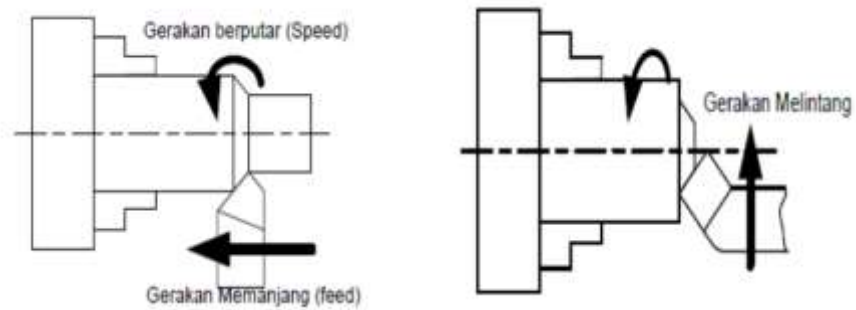 Gerakan berputar (Speed)
Gerakan Memanjang (feed)
Gerakan Melintang